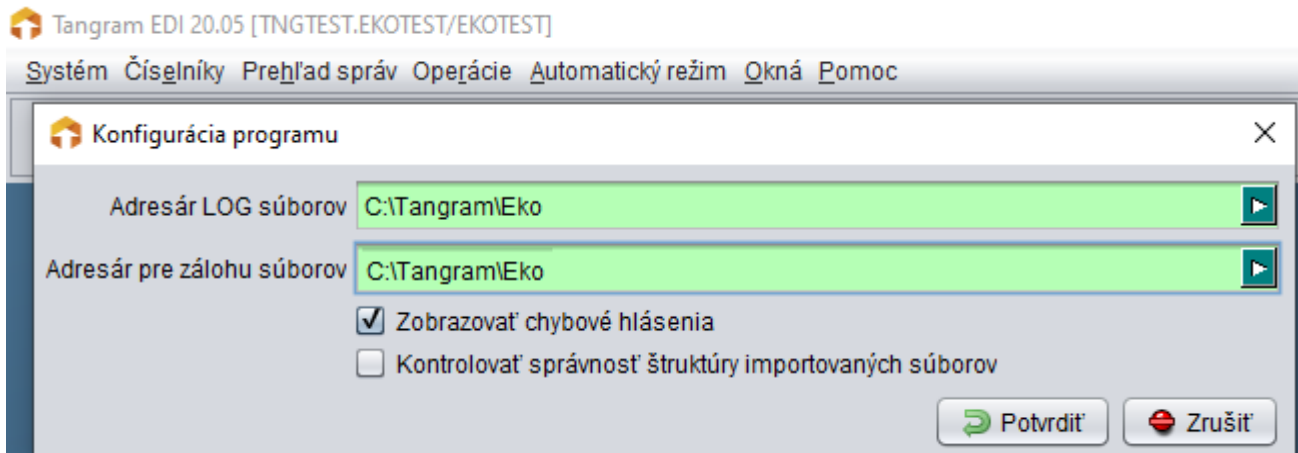 Tangram EDI 20.05 [TNGTEST.EKOTEST/EKOTEST]
Systém Číselníky Prehľad správ Operácie Automatický režim Okná Pomoc
Konfigurácia programu
Adresár LOG súborov C:\Tangram\Eko
Adresár pre zálohu súborov C:\Tangram\Eko
Zobrazovať chybové hlásenia
Kontrolovať správnosť štruktúry importovaných súborov
Potvrdiť Zrušiť